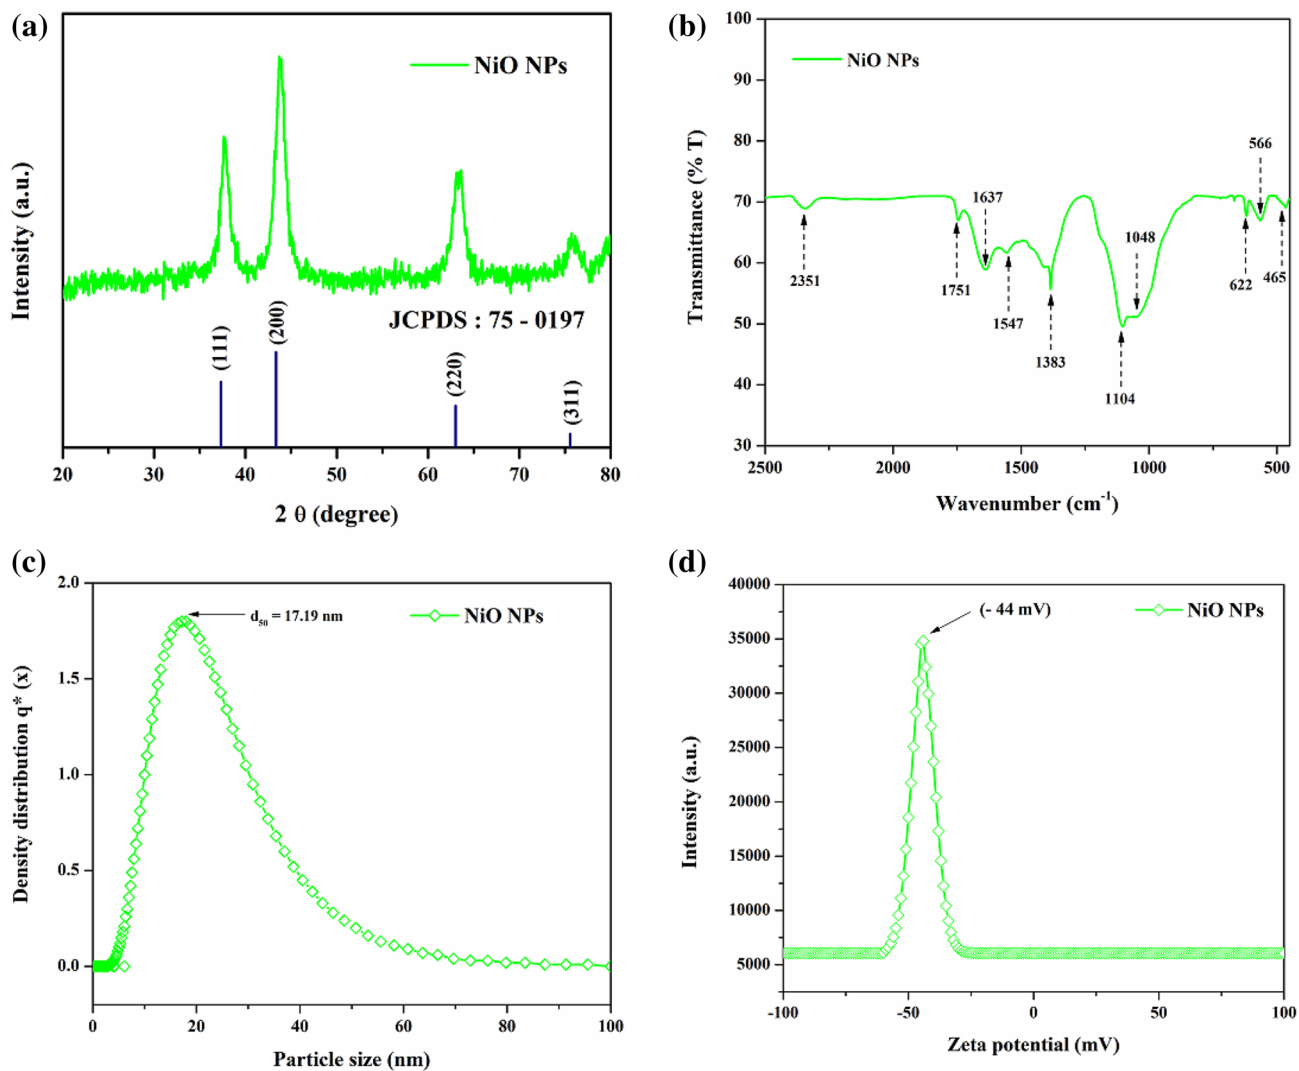 (a)
NiO NPs
Intensity (a.u.)
JCPDS : 75 - 0197
(111)
(200)
(220)
(311)
20 30 40 50 60 70 80
2 θ (degree)
(b)
NiO NPs
Transmittance (% T)
100
90
80
70
60
50
40
30
2351
1751
1637
1547
1383
1104
1048
622
566
465
2500 2000 1500 1000 500
Wavenumber (cm⁻¹)
(c)
d₅₀ = 17.19 nm
NiO NPs
Density distribution q* (x)
2.0
1.5
1.0
0.5
0.0
0 20 40 60 80 100
Particle size (nm)
(d)
(- 44 mV)
NiO NPs
Intensity (a.u.)
40000
35000
30000
25000
20000
15000
10000
5000
-100 -50 0 50 100
Zeta potential (mV)